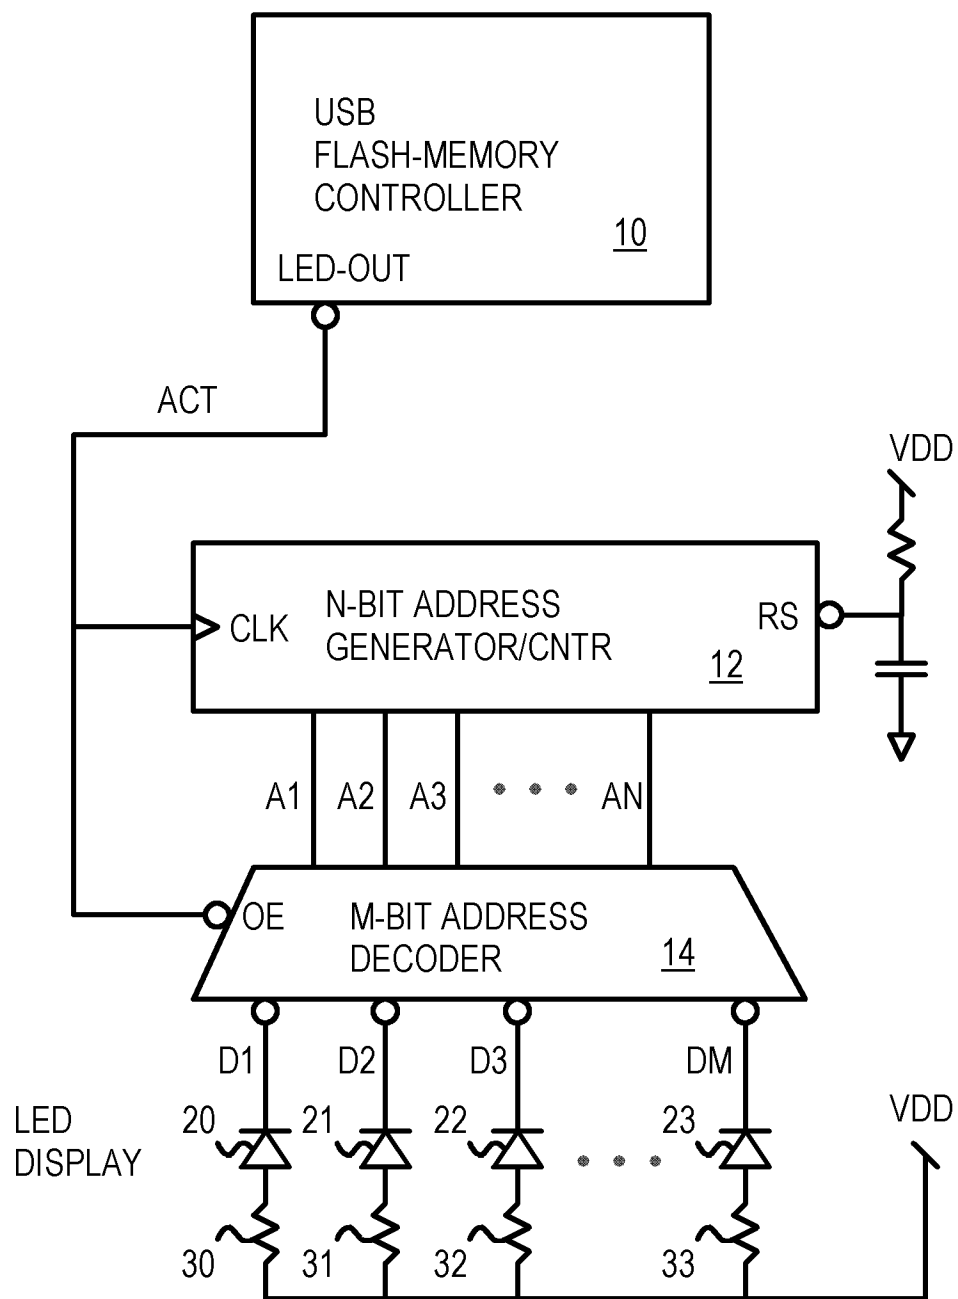 USB
FLASH-MEMORY
CONTROLLER
10
LED-OUT
ACT
VDD
N-BIT ADDRESS
GENERATOR/CNTR
CLK
RS
12
A1
A2
A3
AN
OE
M-BIT ADDRESS
DECODER
14
D1
D2
D3
DM
LED
DISPLAY
20
21
22
23
VDD
30
31
32
33